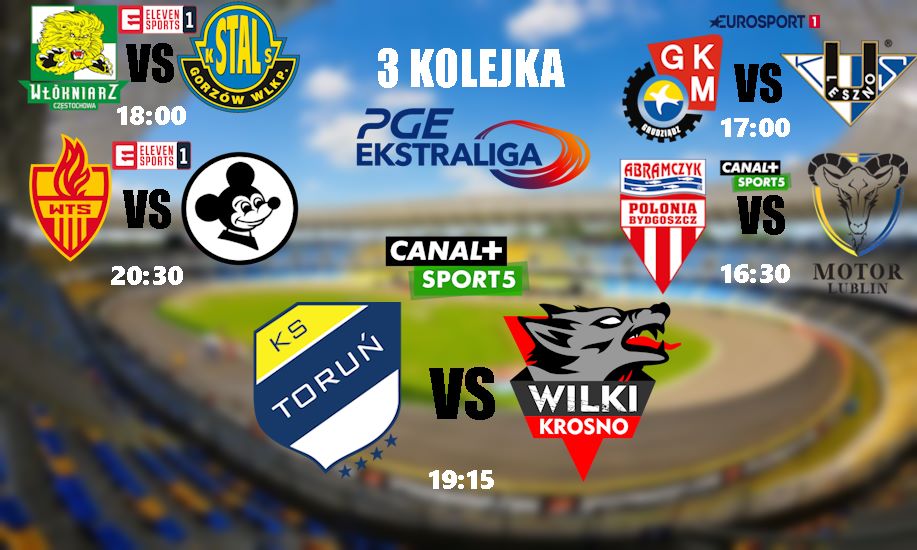 ELEVEN SPORTS 1
WŁÓKNIARZ
CZĘSTOCHOWA
VS
KS STAL
GORZÓW WLKP.
18:00
3 KOLEJKA
PGE
EKSTRALIGA
EUROSPORT 1
GKM
GRUDZIĄDZ
VS
LESZNO
®
17:00
WTS
ELEVEN SPORTS 1
VS
20:30
ABRAMCZYK
POLONIA
BYDGOSZCZ
CANAL+
SPORT5
VS
16:30
MOTOR
LUBLIN
CANAL+
SPORT5
KS
TORUŃ
VS
WILKI
KROSNO
19:15